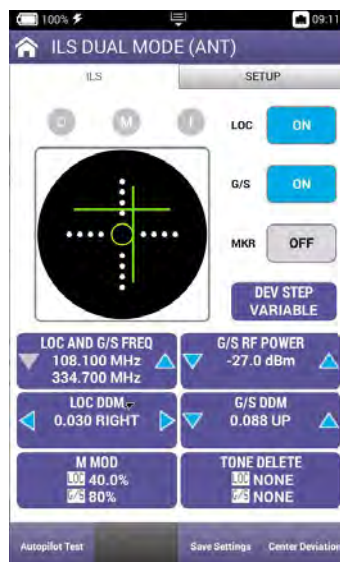 100%
09:11
ILS DUAL MODE (ANT)
ILS
SETUP
O
M
I
LOC
ON
G/S
ON
MKR
OFF
DEV STEP
VARIABLE
LOC AND G/S FREQ
108.100 MHz
334.700 MHz
G/S RF POWER
-27.0 dBm
LOC DDM
0.030 RIGHT
G/S DDM
0.088 UP
M MOD
LOC 40.0%
G/S 80%
TONE DELETE
LOC NONE
G/S NONE
Autopilot Test
Save Settings
Center Deviation